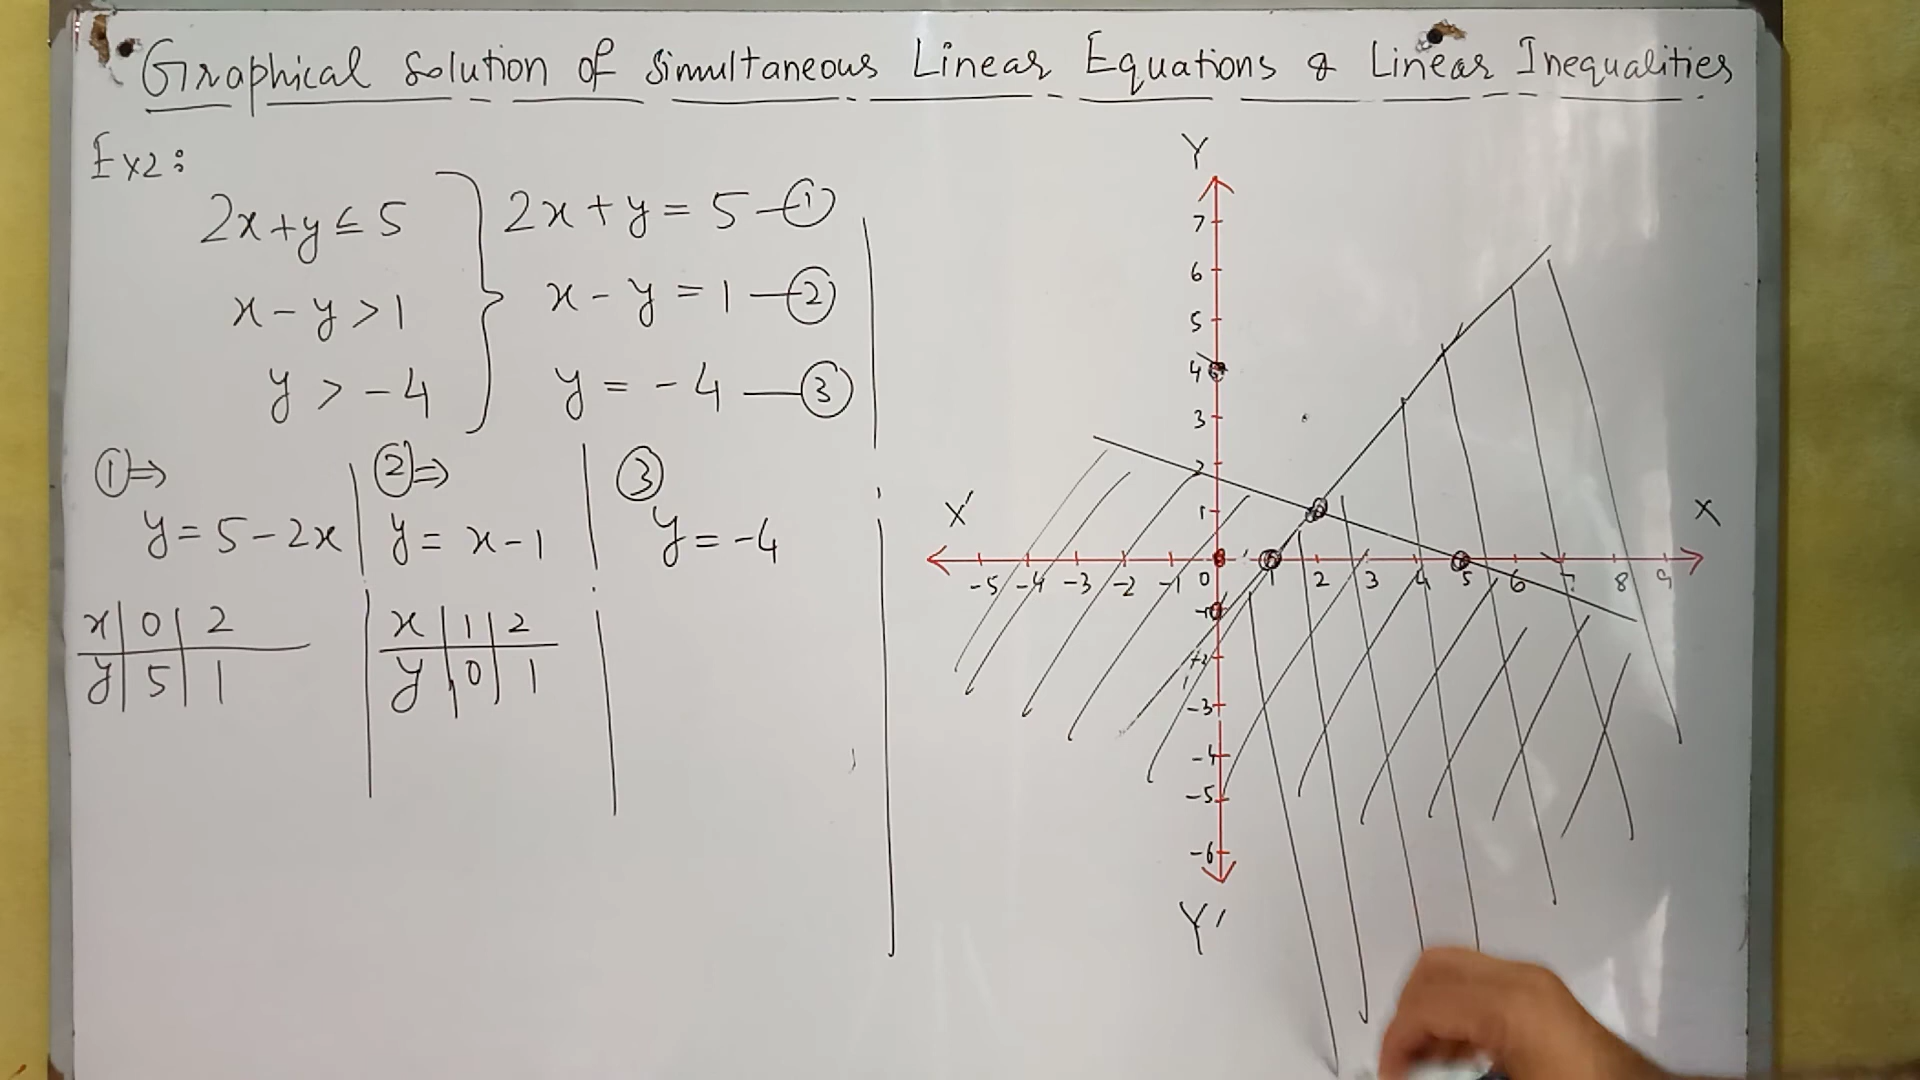 Graphical Solution of Simultaneous Linear Equations & Linear Inequalities
Ex2:
2x+y ≤ 5
x - y > 1
y > -4
2x + y = 5 — ①
x - y = 1 — ②
y = -4 — ③
① ⇒
y = 5 - 2x
x | 0 | 2
y | 5 | 1
② ⇒
y = x - 1
x | 1 | 2
y | 0 | 1
③
y = -4
Y
7
6
5
4
3
2
1
X' X
-5 -4 -3 -2 -1 0 1 2 3 4 5 6 7 8 9
-3
-4
-5
-6
Y'